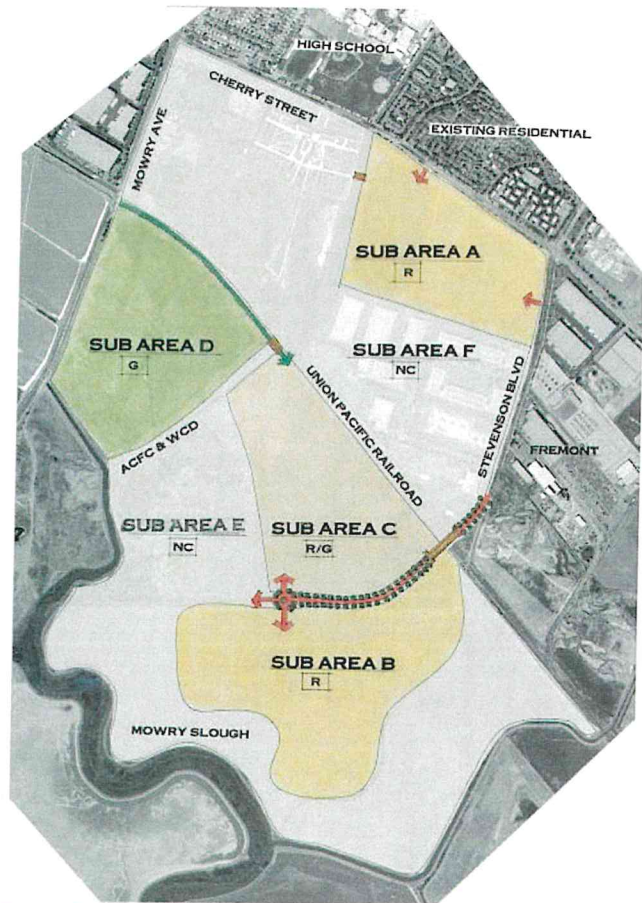 HIGH SCHOOL
CHERRY STREET
EXISTING RESIDENTIAL
MOWRY AVE
SUB AREA A
R
SUB AREA D
G
SUB AREA F
NC
UNION PACIFIC RAILROAD
STEVENSON BLVD
FREMONT
ACFC & WCD
SUB AREA E
NC
SUB AREA C
R/G
SUB AREA B
R
MOWRY SLOUGH